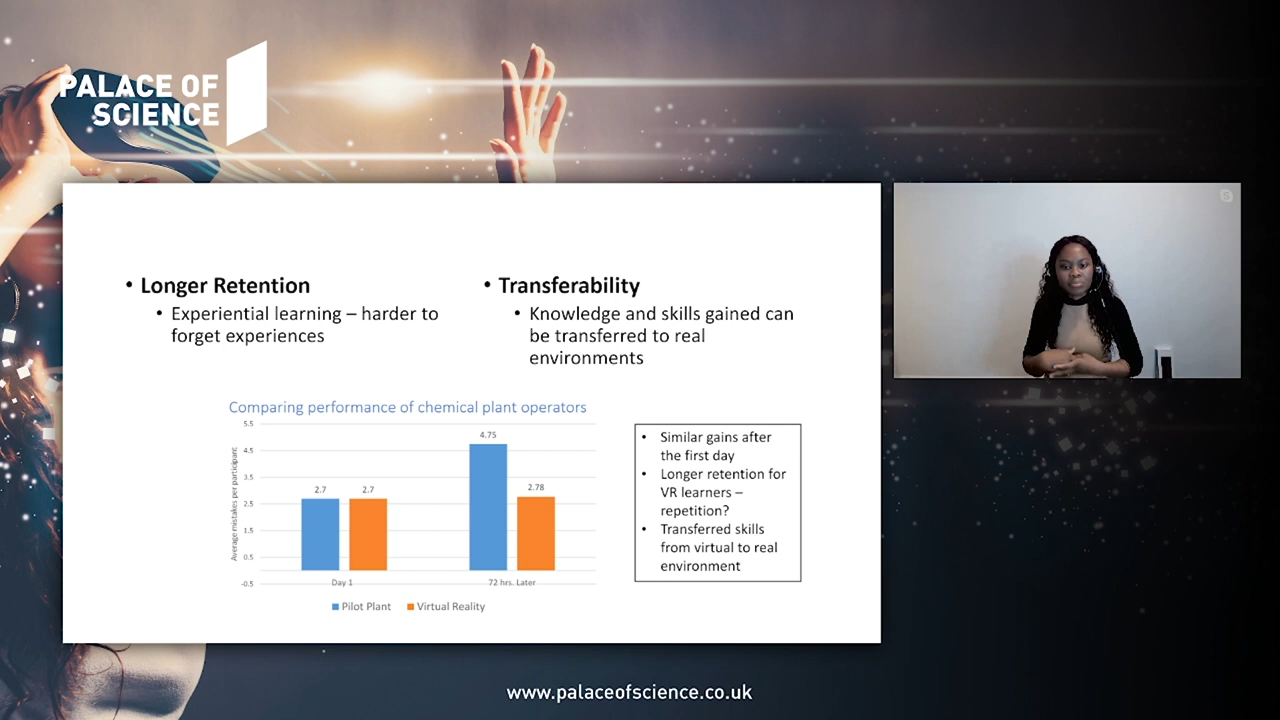 PALACE OF
SCIENCE
• Longer Retention
• Experiential learning – harder to
forget experiences
• Transferability
• Knowledge and skills gained can
be transferred to real
environments
Comparing performance of chemical plant operators
Average mistakes per participant
5.5
4.5
3.5
2.5
1.5
0.5
-0.5
2.7
2.7
4.75
2.78
Day 1
72 hrs. Later
Pilot Plant
Virtual Reality
• Similar gains after
the first day
• Longer retention for
VR learners –
repetition?
• Transferred skills
from virtual to real
environment
www.palaceofscience.co.uk